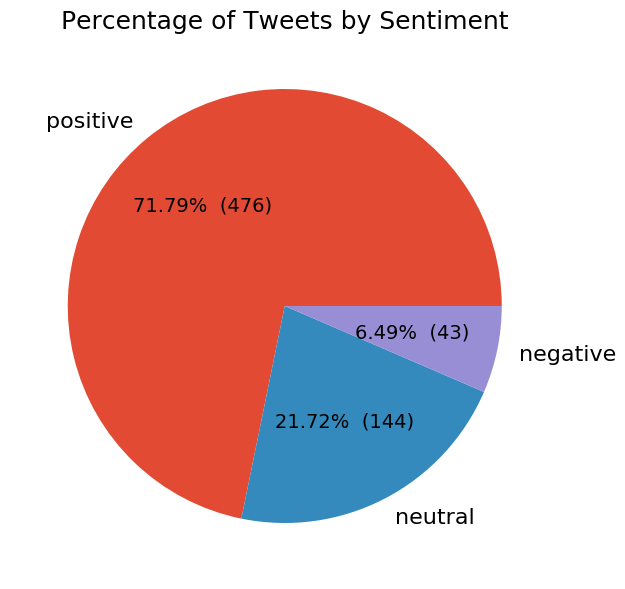 Percentage of Tweets by Sentiment
positive
71.79%  (476)
6.49%  (43)
negative
21.72%  (144)
neutral